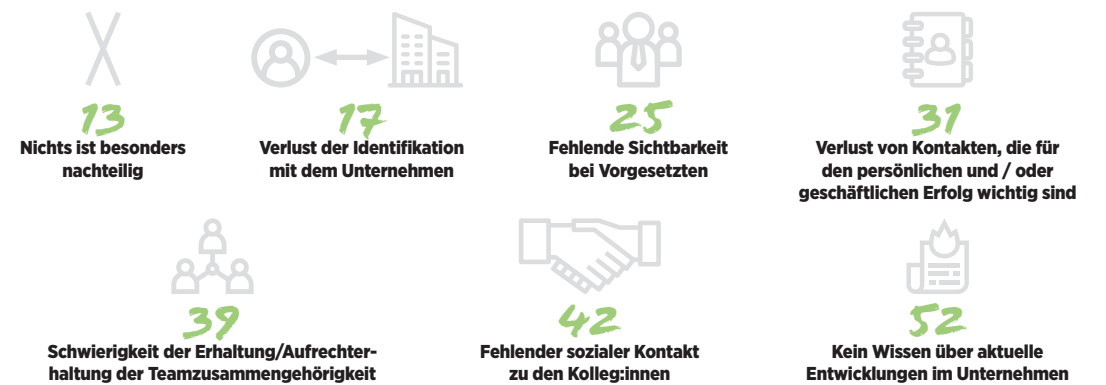 13
Nichts ist besonders
nachteilig
17
Verlust der Identifikation
mit dem Unternehmen
25
Fehlende Sichtbarkeit
bei Vorgesetzten
31
Verlust von Kontakten, die für
den persönlichen und / oder
geschäftlichen Erfolg wichtig sind
39
Schwierigkeit der Erhaltung/Aufrechter-
haltung der Teamzusammengehörigkeit
42
Fehlender sozialer Kontakt
zu den Kolleg:innen
52
Kein Wissen über aktuelle
Entwicklungen im Unternehmen